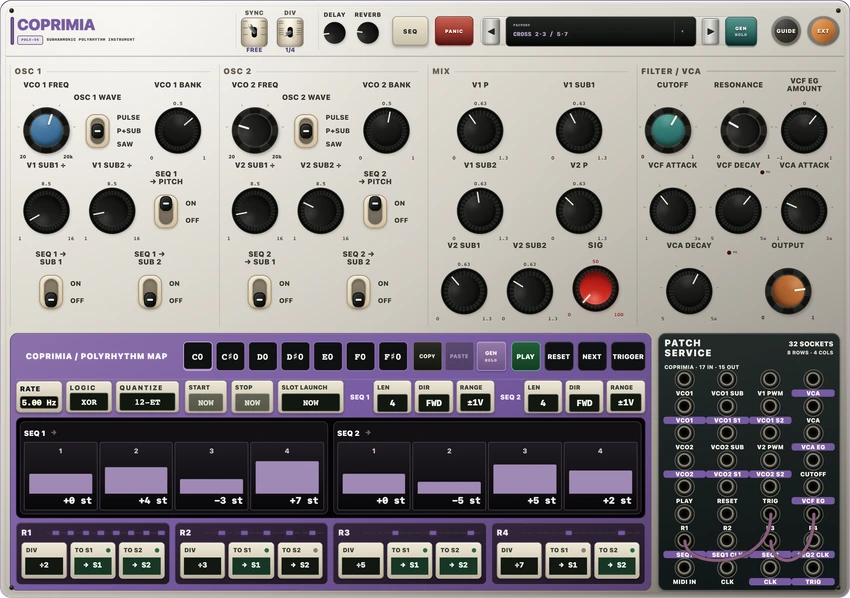 COPRIMIA
POLY-96 SUBHARMONIC POLYRHYTHM INSTRUMENT
SYNC DIV
FREE 1/4
DELAY REVERB
SEQ
PANIC
◀
FACTORY
CROSS 2·3 / 5·7
▶
GEN
HOLD
GUIDE
EXT
OSC 1
VCO 1 FREQ
20 20k
OSC 1 WAVE
PULSE
P+SUB
SAW
VCO 1 BANK
0.5
0 1
V1 SUB1 ÷
8.5
1 16
V1 SUB2 ÷
8.5
1 16
SEQ 1
→ PITCH
ON
OFF
SEQ 1 →
SUB 1
ON
OFF
SEQ 1 →
SUB 2
ON
OFF
OSC 2
VCO 2 FREQ
20 20k
OSC 2 WAVE
PULSE
P+SUB
SAW
VCO 2 BANK
0.5
0 1
V2 SUB1 ÷
8.5
1 16
V2 SUB2 ÷
8.5
1 16
SEQ 2
→ PITCH
ON
OFF
SEQ 2
→ SUB 1
ON
OFF
SEQ 2 →
SUB 2
ON
OFF
MIX
V1 P
0.63
0 1.3
V1 SUB1
0.63
0 1.3
V1 SUB2
0.63
0 1.3
V2 P
0.63
0 1.3
V2 SUB1
0.63
0 1.3
V2 SUB2
0.63
0 1.3
SIG
50
0 100
FILTER / VCA
CUTOFF
RESONANCE
0 1
VCF EG
AMOUNT
VCF ATTACK
VCF DECAY
VCA ATTACK
VCA DECAY
OUTPUT
0 1
COPRIMIA / POLYRHYTHM MAP
C0 C♯0 D0 D♯0 E0 F0 F♯0
COPY PASTE
GEN
HOLD
PLAY RESET NEXT TRIGGER
RATE
5.00 Hz
LOGIC
XOR
QUANTIZE
12-ET
START
NOW
STOP
NOW
SLOT LAUNCH
NOW
SEQ 1
LEN
4
DIR
FWD
RANGE
±1V
SEQ 2
LEN
4
DIR
FWD
RANGE
±1V
SEQ 1 →
1 2 3 4
+0 st +4 st −3 st +7 st
SEQ 2 →
1 2 3 4
+0 st −5 st +5 st +2 st
R1
DIV TO S1 TO S2
÷2 → S1 → S2
R2
DIV TO S1 TO S2
÷3 → S1 → S2
R3
DIV TO S1 TO S2
÷5 → S1 → S2
R4
DIV TO S1 TO S2
÷7 → S1 → S2
PATCH
SERVICE
32 SOCKETS
8 ROWS · 4 COLS
COPRIMIA · 17 IN · 15 OUT
VCO1 VCO1 SUB V1 PWM VCA
VCO1 VCO1 S1 VCO1 S2 VCA
VCO2 VCO2 SUB V2 PWM VCA EG
VCO2 VCO2 S1 VCO2 S2 CUTOFF
PLAY RESET TRIG VCF EG
R1 R2 R3 R4
SEQ1 SEQ1 CLK SEQ2 SEQ2 CLK
MIDI IN CLK CLK TRIG